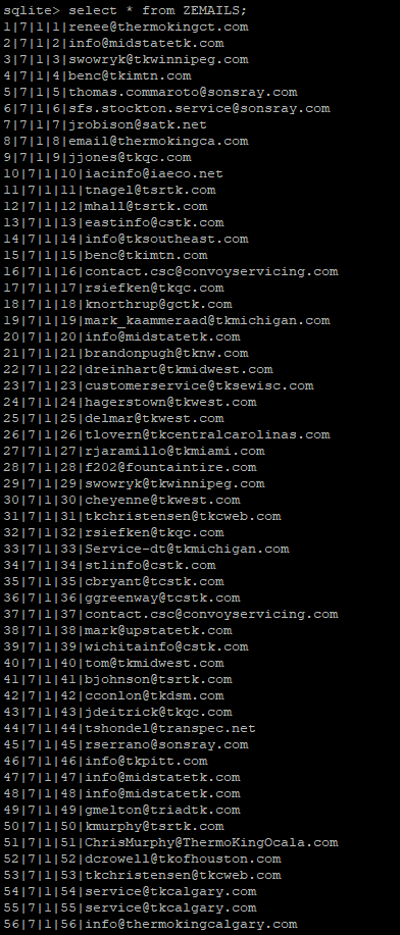 sqlite> select * from ZEMAILS;
1|7|1|1|renee@thermokingct.com
2|7|1|2|info@midstatetk.com
3|7|1|3|swowryk@tkwinnipeg.com
4|7|1|4|benc@tkimtn.com
5|7|1|5|thomas.commaroto@sonsray.com
6|7|1|6|sfs.stockton.service@sonsray.com
7|7|1|7|jrobison@satk.net
8|7|1|8|email@thermokingca.com
9|7|1|9|jjones@tkqc.com
10|7|1|10|iacinfo@iaeco.net
11|7|1|11|tnagel@tsrtk.com
12|7|1|12|mhall@tsrtk.com
13|7|1|13|eastinfo@cstk.com
14|7|1|14|info@tksoutheast.com
15|7|1|15|benc@tkimtn.com
16|7|1|16|contact.csc@convoyservicing.com
17|7|1|17|rsiefken@tkqc.com
18|7|1|18|knorthrup@gctk.com
19|7|1|19|mark_kaammeraad@tkmichigan.com
20|7|1|20|info@midstatetk.com
21|7|1|21|brandonpugh@tknw.com
22|7|1|22|dreinhart@tkmidwest.com
23|7|1|23|customerservice@tksewisc.com
24|7|1|24|hagerstown@tkwest.com
25|7|1|25|delmar@tkwest.com
26|7|1|26|tlovern@tkcentralcarolinas.com
27|7|1|27|rjaramillo@tkmiami.com
28|7|1|28|f202@fountaintire.com
29|7|1|29|swowryk@tkwinnipeg.com
30|7|1|30|cheyenne@tkwest.com
31|7|1|31|tkchristensen@tkcweb.com
32|7|1|32|rsiefken@tkqc.com
33|7|1|33|Service-dt@tkmichigan.com
34|7|1|34|stlinfo@cstk.com
35|7|1|35|cbryant@tcstk.com
36|7|1|36|ggreenway@tcstk.com
37|7|1|37|contact.csc@convoyservicing.com
38|7|1|38|mark@upstatetk.com
39|7|1|39|wichitainfo@cstk.com
40|7|1|40|tom@tkmidwest.com
41|7|1|41|bjohnson@tsrtk.com
42|7|1|42|cconlon@tkdsm.com
43|7|1|43|jdeitrick@tkqc.com
44|7|1|44|tshondel@transpec.net
45|7|1|45|rserrano@sonsray.com
46|7|1|46|info@tkpitt.com
47|7|1|47|info@midstatetk.com
48|7|1|48|info@midstatetk.com
49|7|1|49|gmelton@triadtk.com
50|7|1|50|kmurphy@tsrtk.com
51|7|1|51|ChrisMurphy@ThermoKingOcala.com
52|7|1|52|dcrowell@tkofhouston.com
53|7|1|53|tkchristensen@tkcweb.com
54|7|1|54|service@tkcalgary.com
55|7|1|55|service@tkcalgary.com
56|7|1|56|info@thermokingcalgary.com